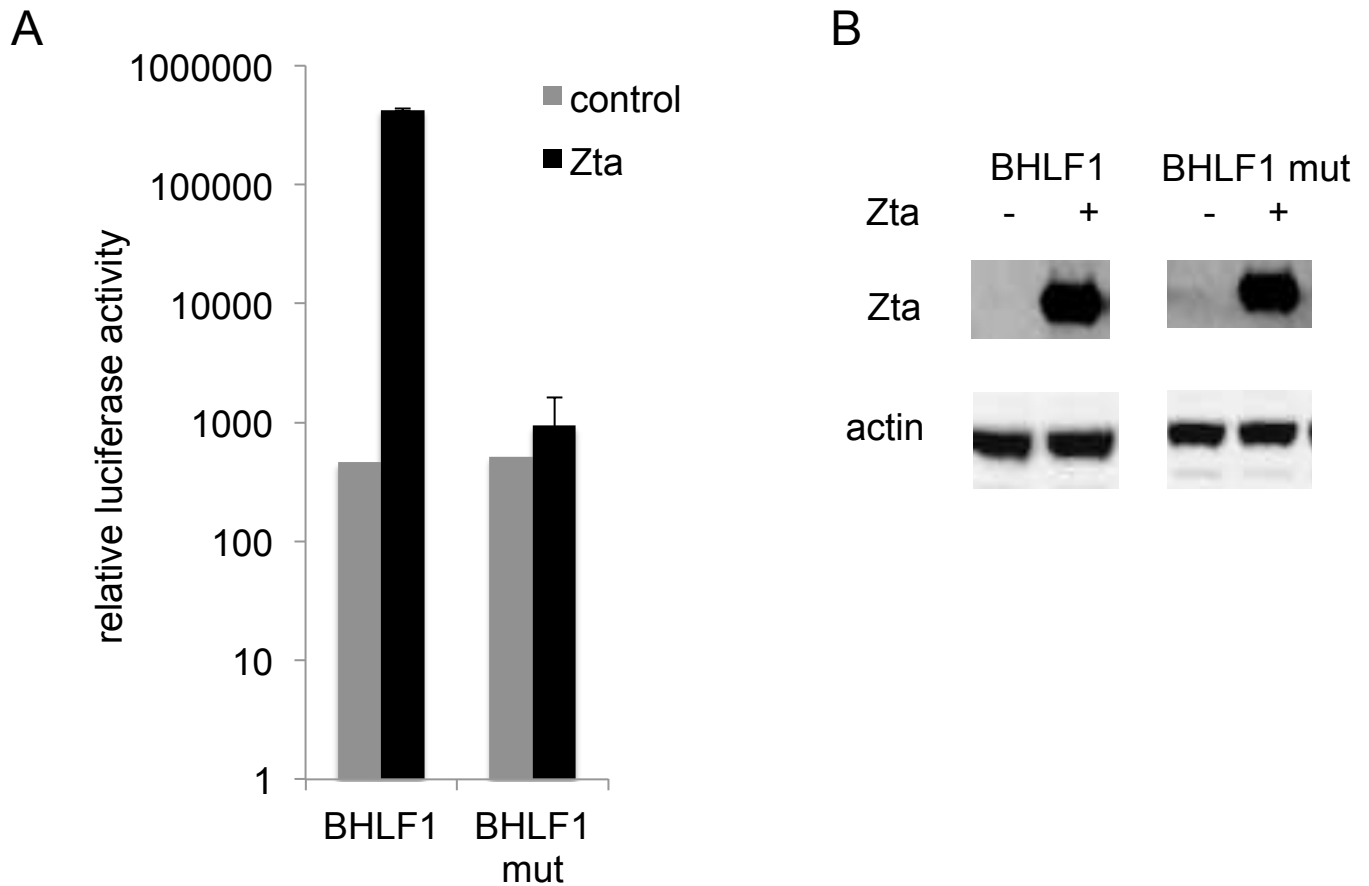 A
1000000
100000
10000
1000
100
10
1
relative luciferase activity
control
Zta
BHLF1
BHLF1
mut
B
BHLF1 BHLF1 mut
Zta - + - +
Zta
actin